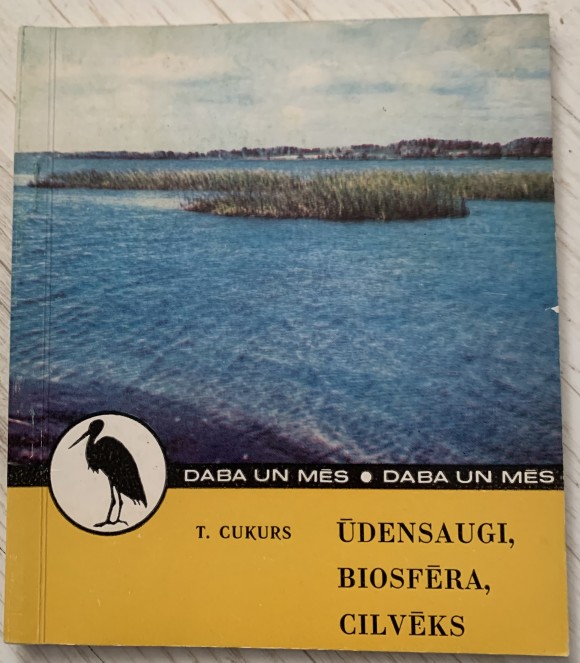 DABA UN MĒS ● DABA UN MĒS
T. CUKURS
ŪDENSAUGI,
BIOSFĒRA,
CILVĒKS